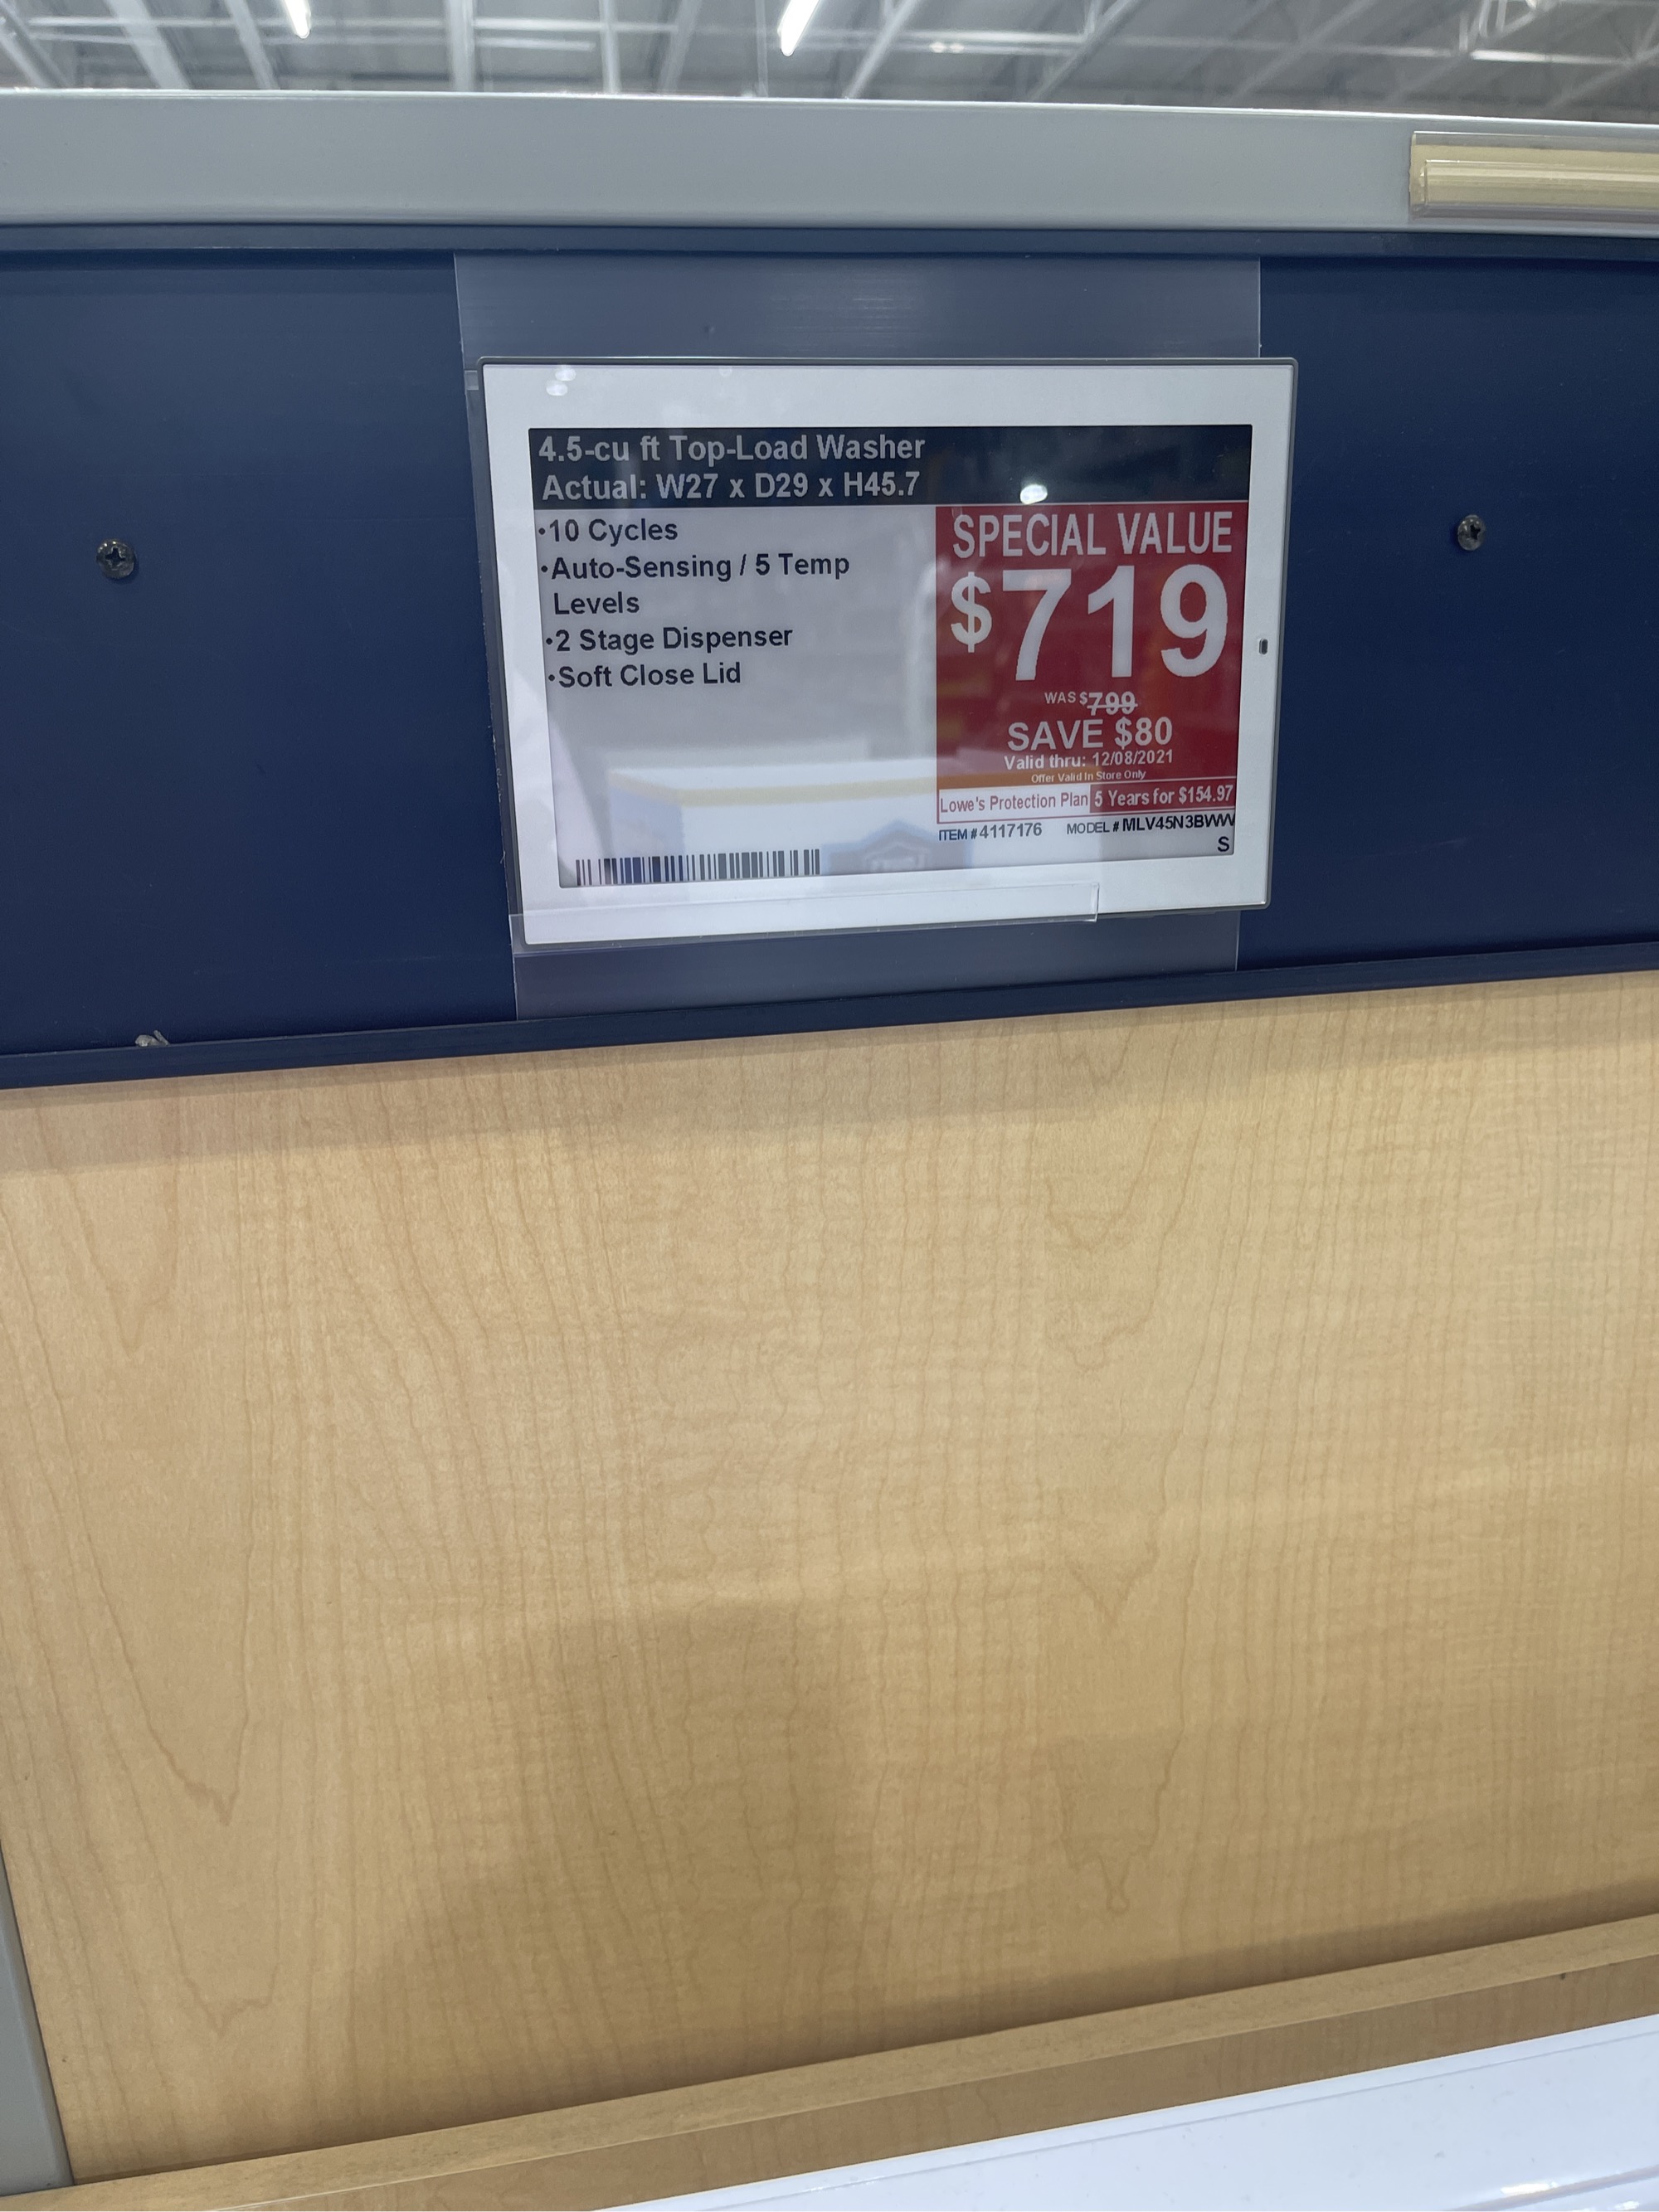 4.5-cu ft Top-Load Washer
Actual: W27 x D29 x H45.7
•10 Cycles
•Auto-Sensing / 5 Temp
Levels
•2 Stage Dispenser
•Soft Close Lid
SPECIAL VALUE
$719
WAS $799
SAVE $80
Valid thru: 12/08/2021
Offer Valid In Store Only
Lowe's Protection Plan 5 Years for $154.97
ITEM # 4117176 MODEL # MLV45N3BWW
S